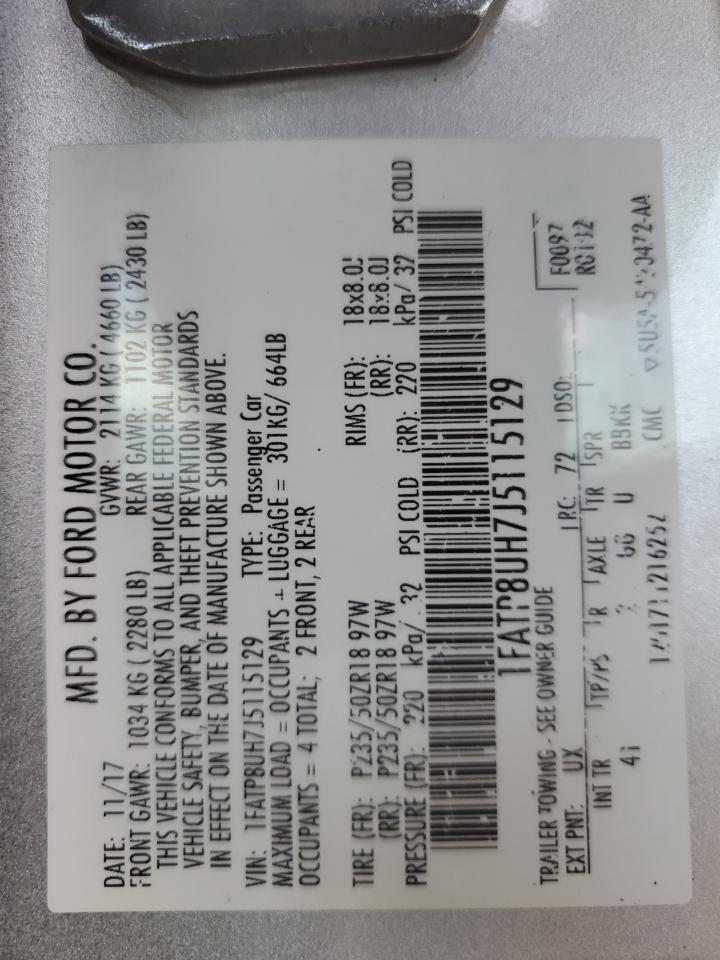 MFD. BY FORD MOTOR CO.
DATE: 11/17 GVWR: 2114 KG ( 4660 LB)
FRONT GAWR: 1034 KG ( 2280 LB) REAR GAWR: 1102 KG ( 2430 LB)
THIS VEHICLE CONFORMS TO ALL APPLICABLE FEDERAL MOTOR
VEHICLE SAFETY, BUMPER, AND THEFT PREVENTION STANDARDS
IN EFFECT ON THE DATE OF MANUFACTURE SHOWN ABOVE.
VIN: 1FATP8UH7J5115129 TYPE: Passenger Car
MAXIMUM LOAD = OCCUPANTS + LUGGAGE = 301KG/ 664LB
OCCUPANTS = 4 TOTAL; 2 FRONT, 2 REAR
TIRE (FR): P235/50ZR18 97W RIMS (FR): 18x8.0J
(RR): P235/50ZR18 97W (RR): 18x8.0J
PRESSURE (FR): 220 kPa/ 32 PSI COLD (RR): 220 kPa/ 32 PSI COLD
1FATP8UH7J5115129
TRAILER TOWING - SEE OWNER GUIDE F0097
EXT PNT: UX RC: 72 DSO:
INT TR TP/PS R AXLE TR SPR
4I U
CMC